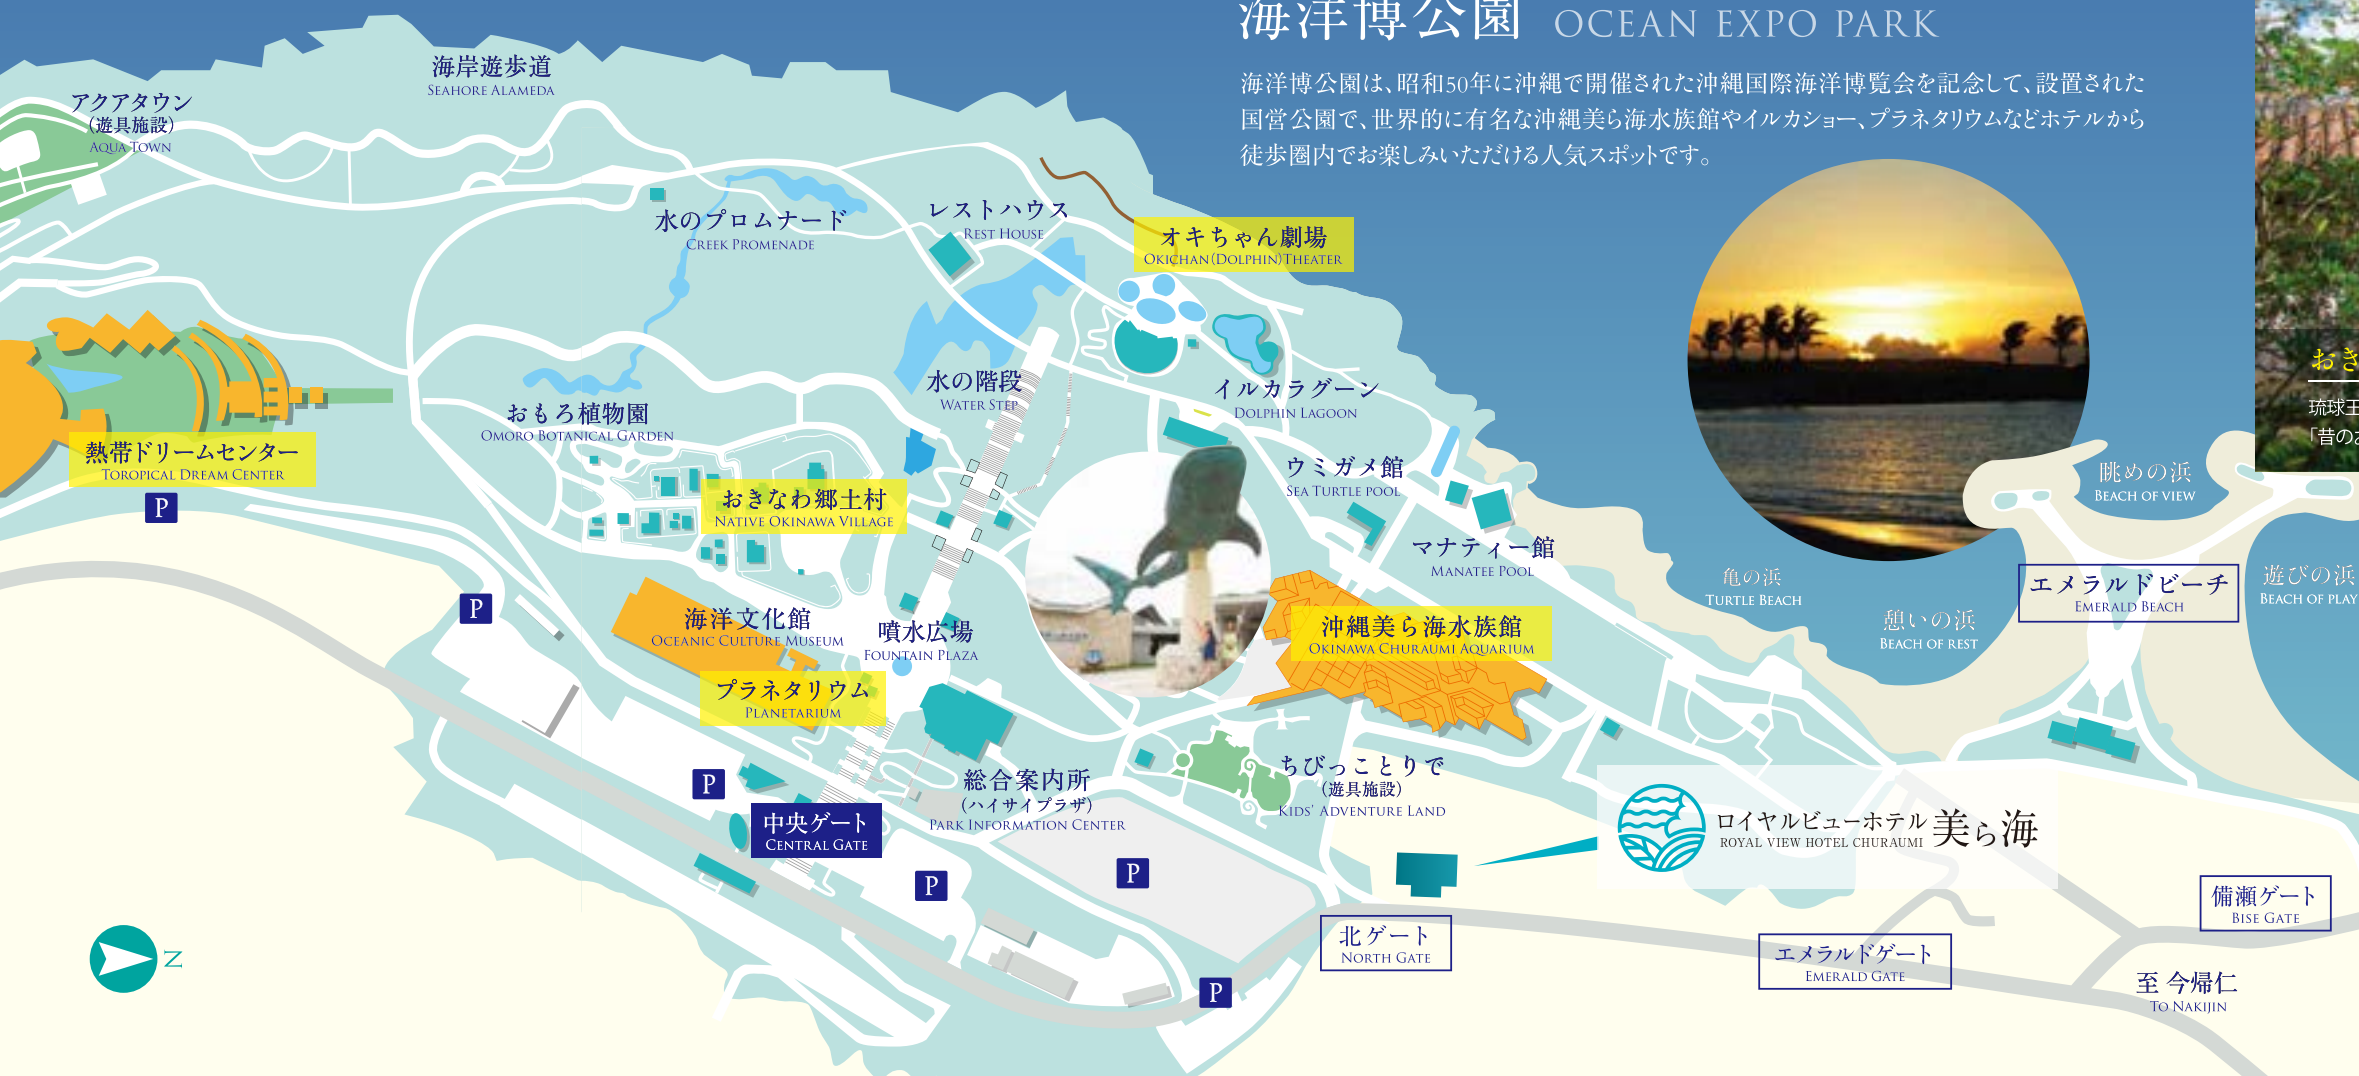 海洋博公園 OCEAN EXPO PARK
海洋博公園は、昭和50年に沖縄で開催された沖縄国際海洋博覧会を記念して、設置された
国営公園で、世界的に有名な沖縄美ら海水族館やイルカショー、プラネタリウムなどホテルから
徒歩圏内でお楽しみいただける人気スポットです。
海岸遊歩道
SEAHORE ALAMEDA
アクアタウン
（遊具施設）
AQUA TOWN
水のプロムナード
CREEK PROMENADE
レストハウス
REST HOUSE
オキちゃん劇場
OKICHAN(DOLPHIN)THEATER
水の階段
WATER STEP
イルカラグーン
DOLPHIN LAGOON
おもろ植物園
OMORO BOTANICAL GARDEN
熱帯ドリームセンター
TOROPICAL DREAM CENTER
P
おきなわ郷土村
NATIVE OKINAWA VILLAGE
ウミガメ館
SEA TURTLE POOL
マナティー館
MANATEE POOL
眺めの浜
BEACH OF VIEW
亀の浜
TURTLE BEACH
憩いの浜
BEACH OF REST
エメラルドビーチ
EMERALD BEACH
遊びの浜
BEACH OF PLAY
おき
琉球王
「昔のお
P
海洋文化館
OCEANIC CULTURE MUSEUM
噴水広場
FOUNTAIN PLAZA
沖縄美ら海水族館
OKINAWA CHURAUMI AQUARIUM
プラネタリウム
PLANETARIUM
総合案内所
（ハイサイプラザ）
PARK INFORMATION CENTER
ちびっことりで
（遊具施設）
KIDS' ADVENTURE LAND
P
中央ゲート
CENTRAL GATE
P
P
P
ロイヤルビューホテル 美ら海
ROYAL VIEW HOTEL CHURAUMI
北ゲート
NORTH GATE
エメラルドゲート
EMERALD GATE
備瀬ゲート
BISE GATE
至 今帰仁
TO NAKIJIN
N